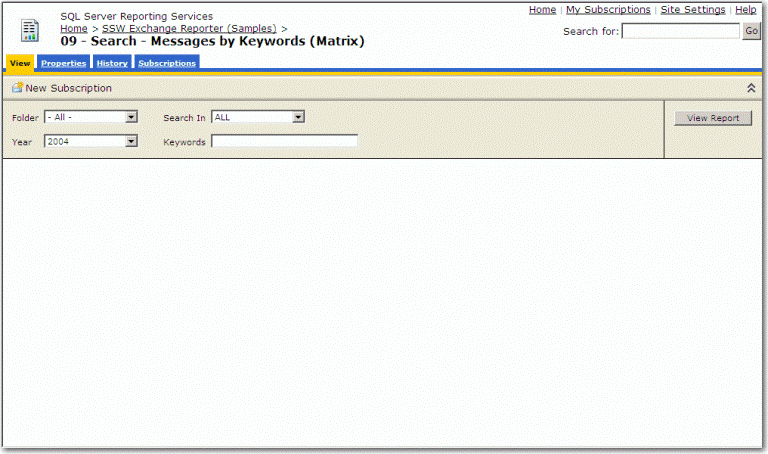 Home | My Subscriptions | Site Settings | Help
SQL Server Reporting Services
Home > SSW Exchange Reporter (Samples) >
09 - Search - Messages by Keywords (Matrix)
Search for: Go
View Properties History Subscriptions
New Subscription
Folder - All - Search In ALL View Report
Year 2004 Keywords